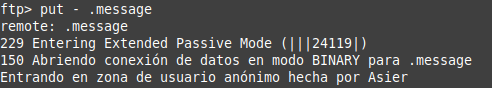 ftp> put - .message
remote: .message
229 Entering Extended Passive Mode (|||24119|)
150 Abriendo conexión de datos en modo BINARY para .message
Entrando en zona de usuario anónimo hecha por Asier